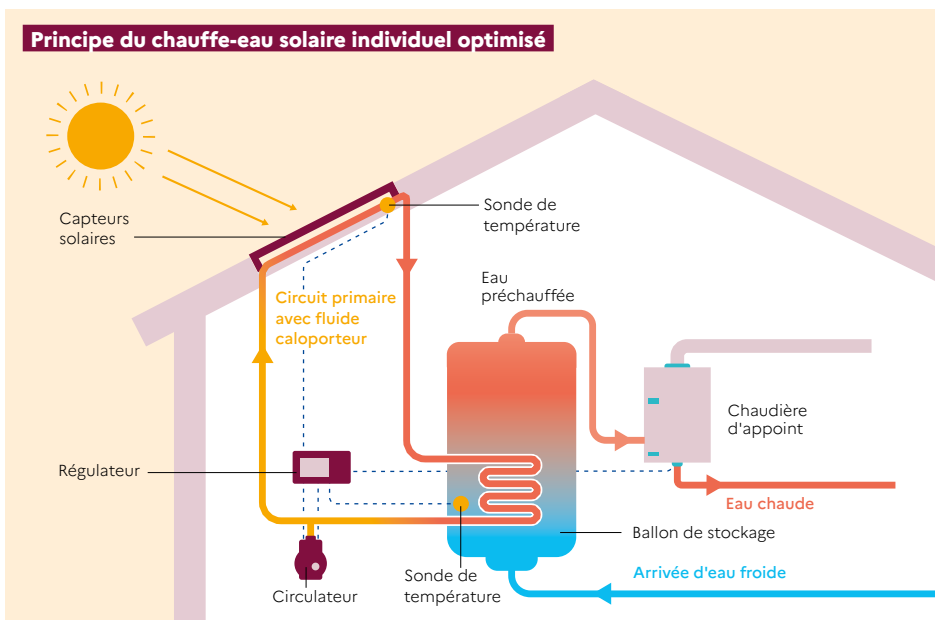 Principe du chauffe-eau solaire individuel optimisé
Capteurs
solaires
Sonde de
température
Eau
préchauffée
Circuit primaire
avec fluide
caloporteur
Chaudière
d'appoint
Régulateur
Eau chaude
Ballon de stockage
Arrivée d'eau froide
Sonde de
température
Circulateur